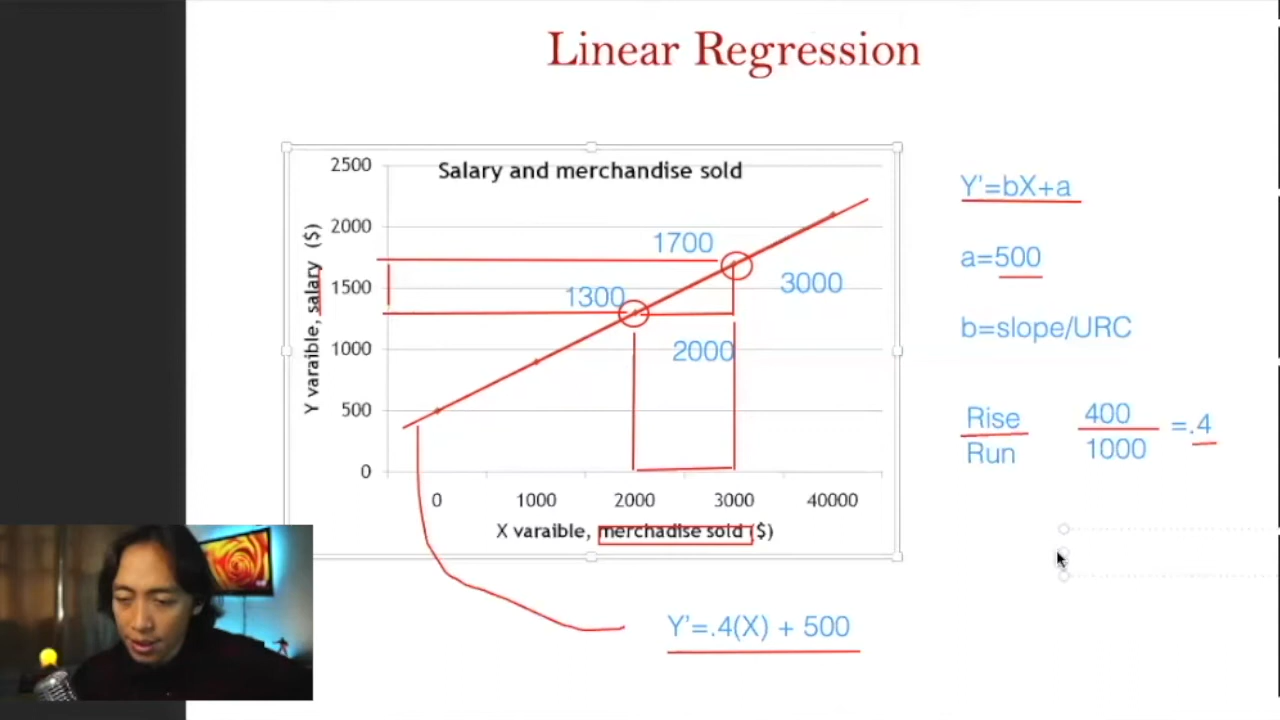 Linear Regression
Salary and merchandise sold
2500
2000
1500
1000
500
0
Y varaible, salary ($)
1700
1300
3000
2000
0 1000 2000 3000 40000
X varaible, merchadise sold ($)
Y'=bX+a
a=500
b=slope/URC
Rise 400 =.4
Run 1000
Y'=.4(X) + 500